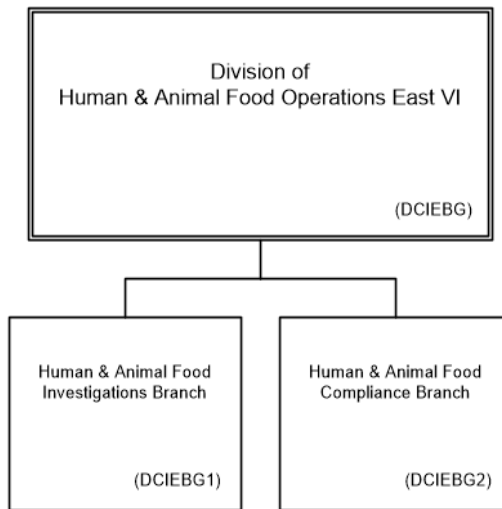 Division of
Human & Animal Food Operations East VI
(DCIEBG)
Human & Animal Food
Investigations Branch
(DCIEBG1)
Human & Animal Food
Compliance Branch
(DCIEBG2)